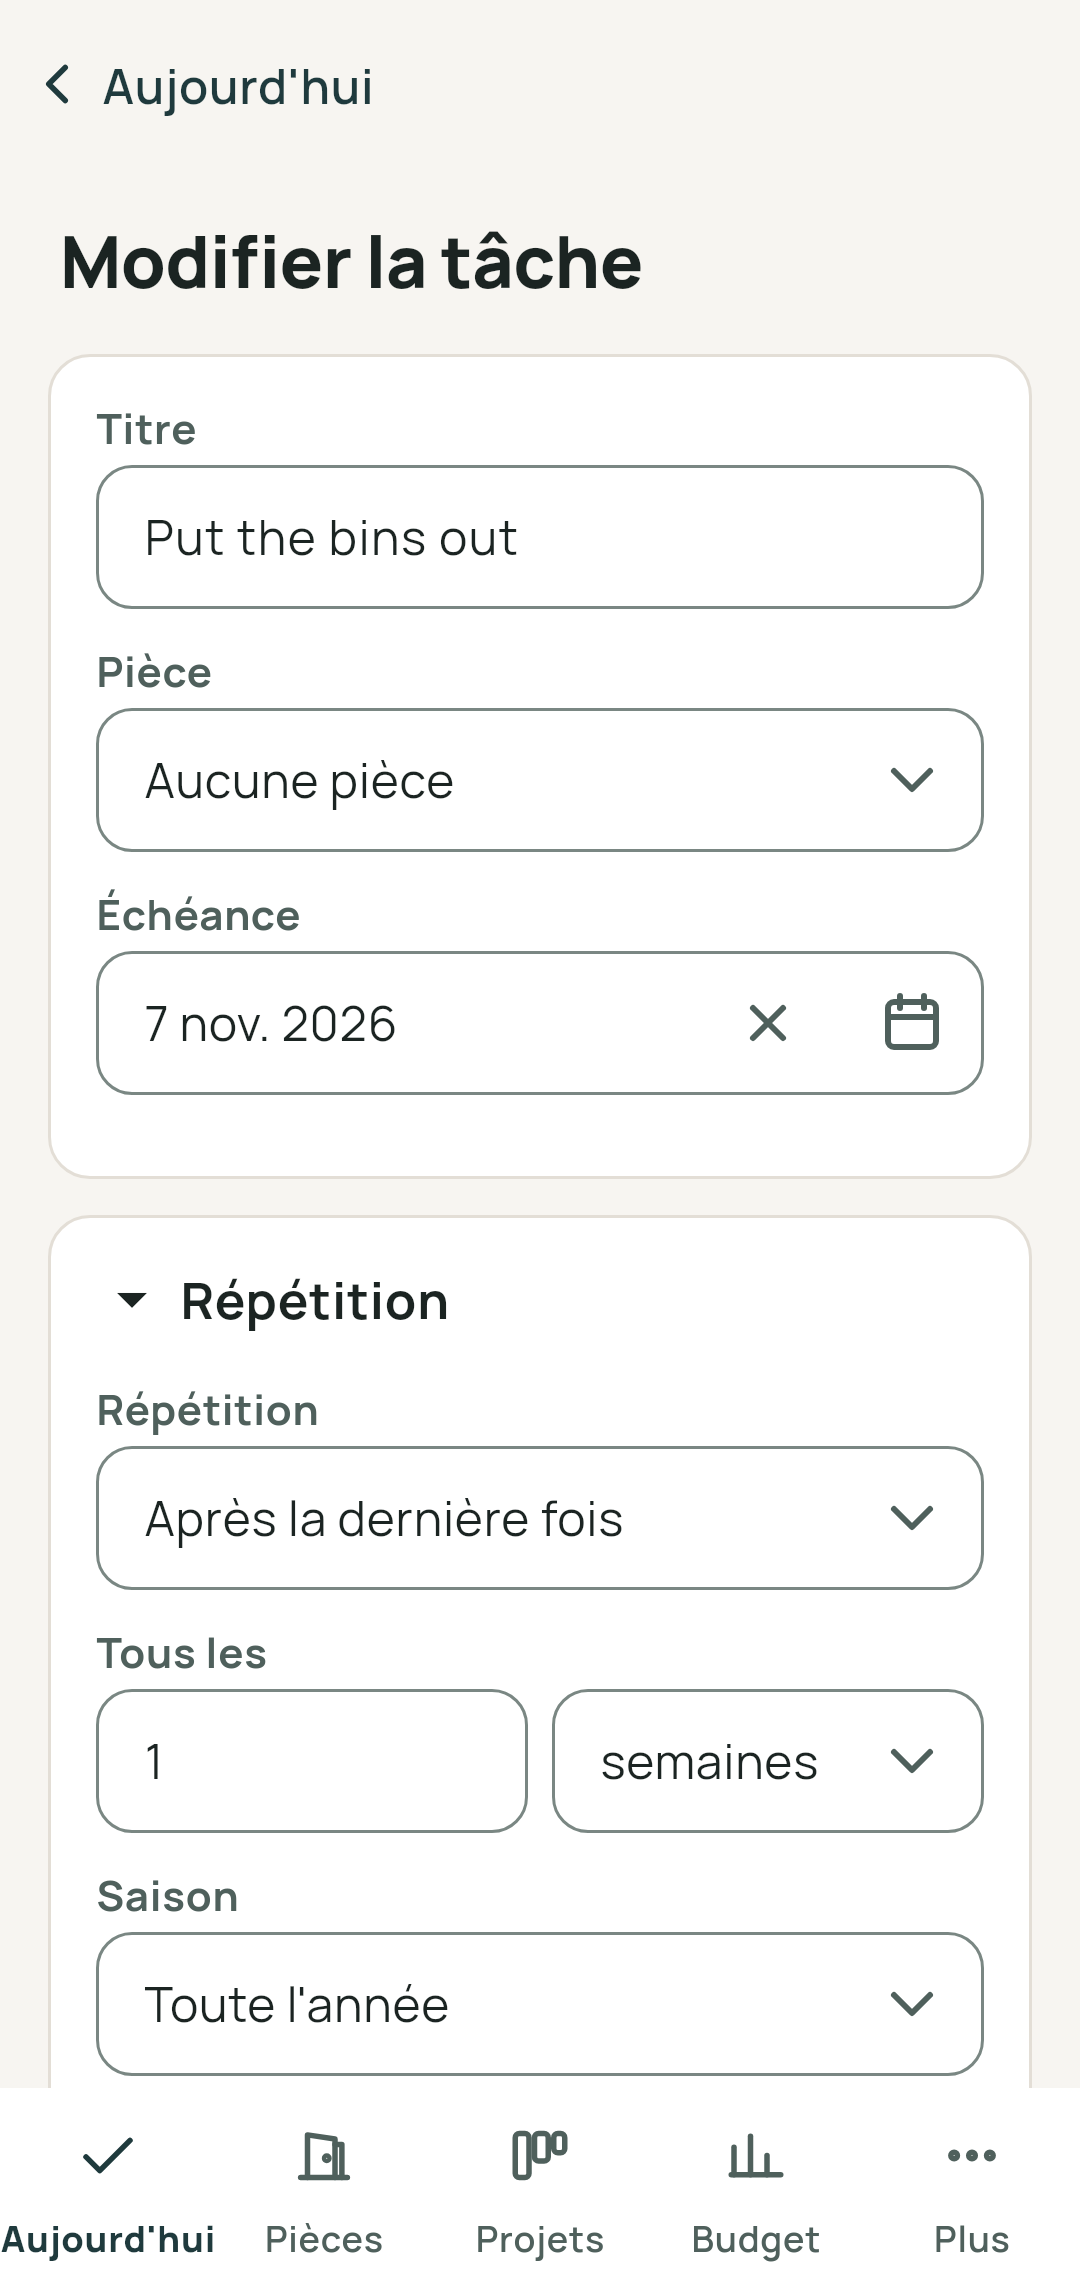 Aujourd'hui
Modifier la tâche
Titre
Put the bins out
Pièce
Aucune pièce
Échéance
7 nov. 2026
Répétition
Répétition
Après la dernière fois
Tous les
1
semaines
Saison
Toute l'année
Aujourd'hui
Pièces
Projets
Budget
Plus